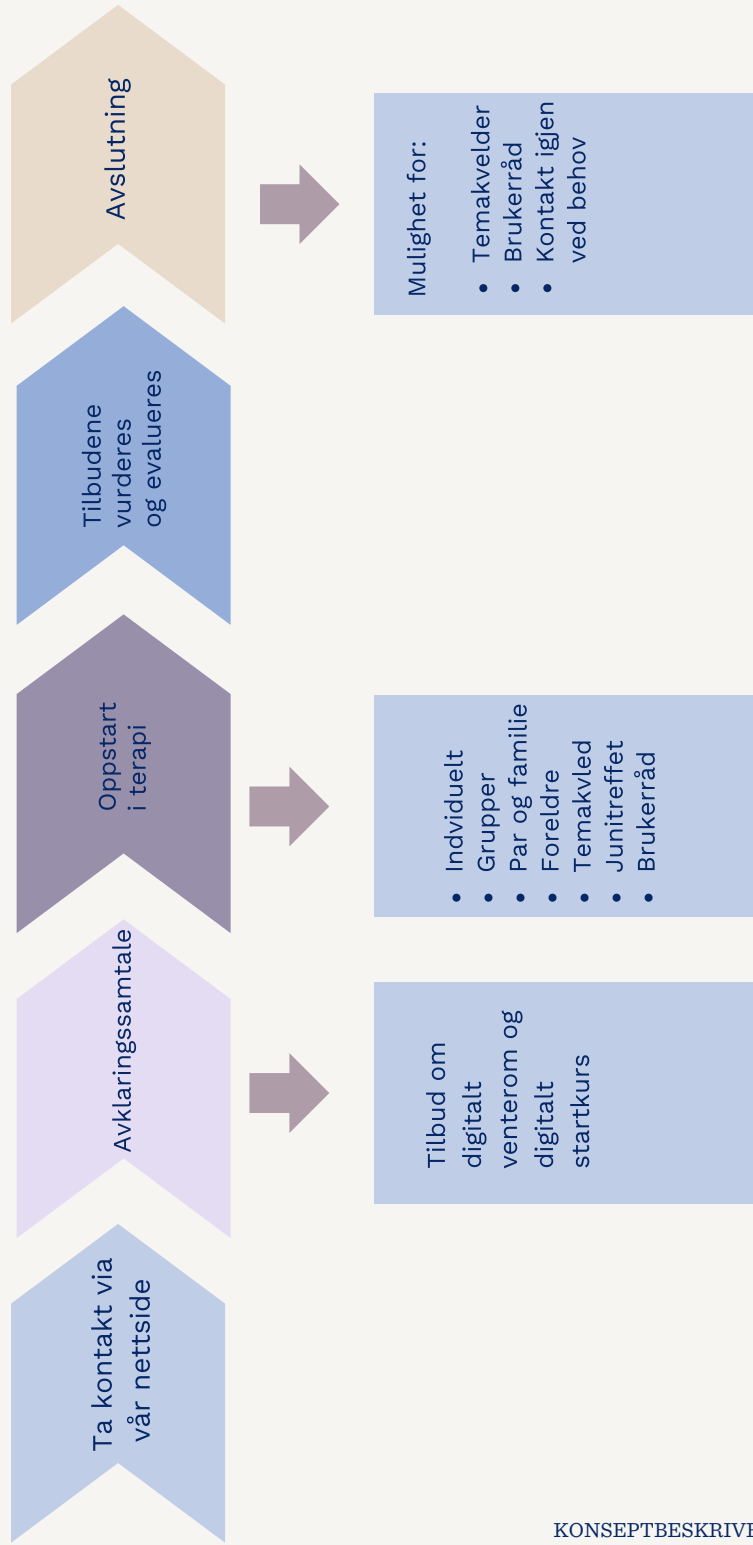 Ta kontakt via
vår nettside
Avklaringssamtale
Oppstart
i terapi
Tilbudene
vurderes
og evalueres
Avslutning
Tilbud om
digitalt
venterom og
digitalt
startkurs
• Indviduelt
• Grupper
• Par og familie
• Foreldre
• Temakvled
• Junitreffet
• Brukerråd
Mulighet for:
• Temakvelder
• Brukerråd
• Kontakt igjen
ved behov
KONSEPTBESKRIVE